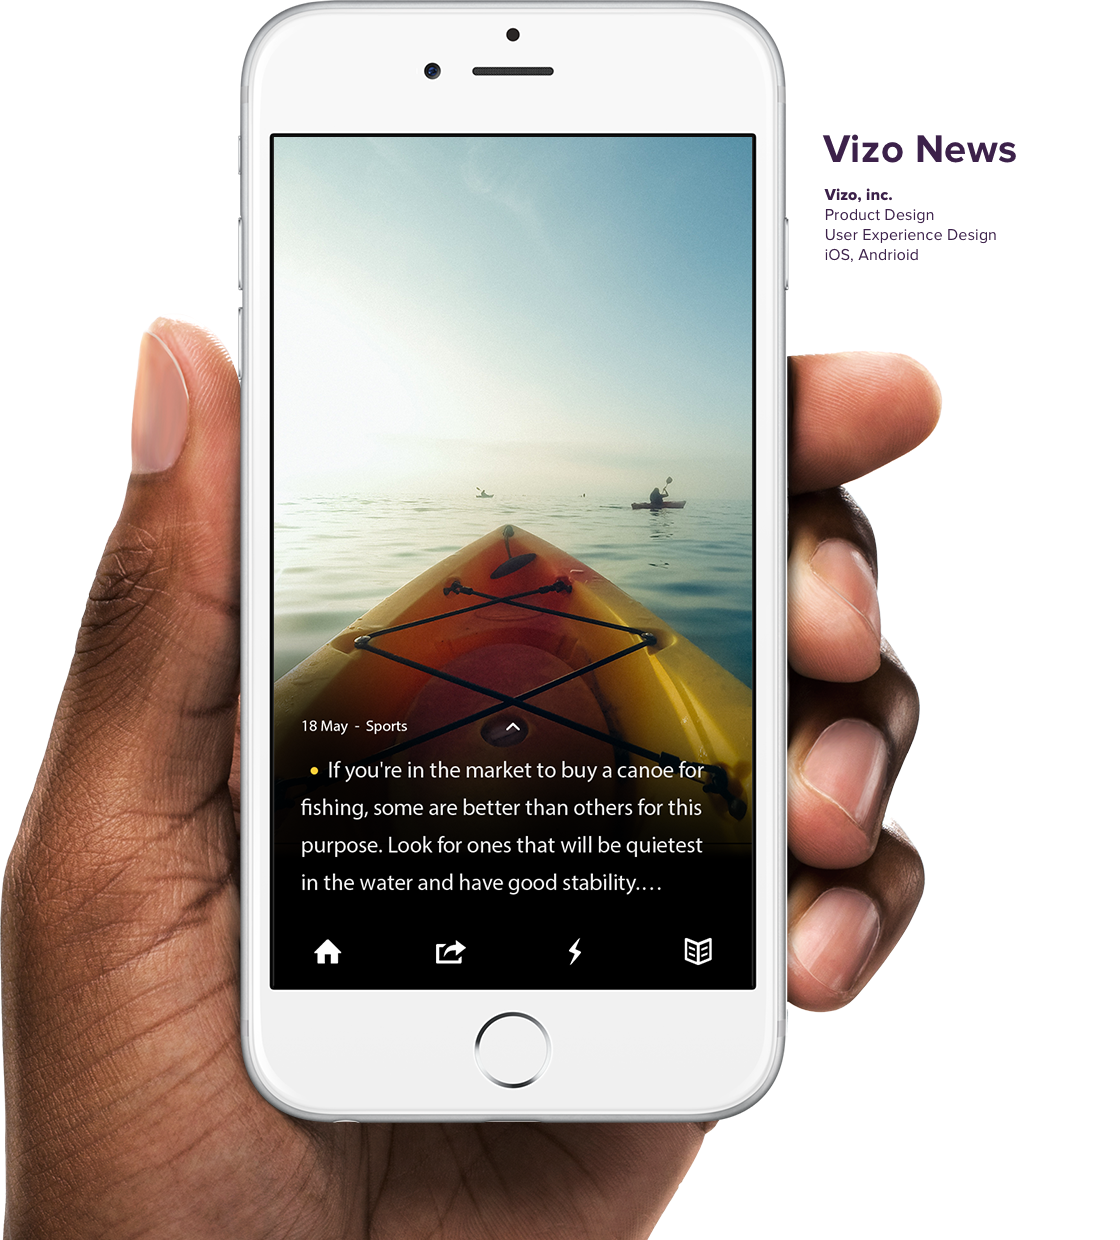 Vizo News
Vizo, inc.
Product Design
User Experience Design
iOS, Andrioid
18 May - Sports
• If you're in the market to buy a canoe for
fishing, some are better than others for this
purpose. Look for ones that will be quietest
in the water and have good stability....